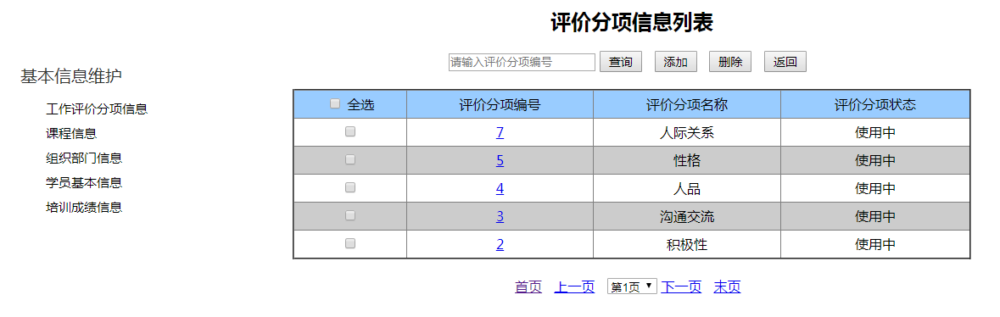 评价分项信息列表
请输入评价分项编号 查询 添加 删除 返回
基本信息维护
工作评价分项信息
课程信息
组织部门信息
学员基本信息
培训成绩信息
全选 评价分项编号 评价分项名称 评价分项状态
7 人际关系 使用中
5 性格 使用中
4 人品 使用中
3 沟通交流 使用中
2 积极性 使用中
首页 上一页 第1页 下一页 末页